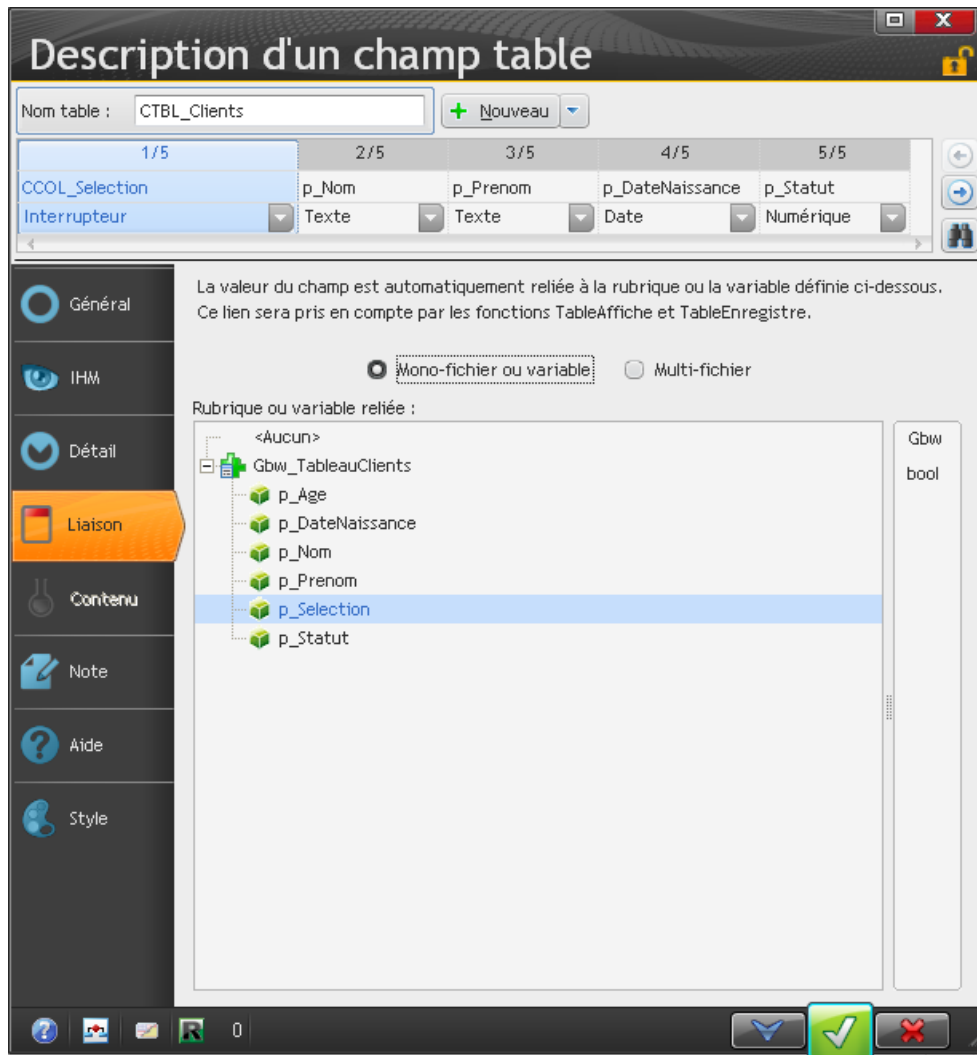 Description d'un champ table
Nom table : CTBL_Clients Nouveau
1/5 2/5 3/5 4/5 5/5
CCOL_Selection p_Nom p_Prenom p_DateNaissance p_Statut
Interrupteur Texte Texte Date Numérique
Général
IHM
Détail
Liaison
Contenu
Note
Aide
Style
La valeur du champ est automatiquement reliée à la rubrique ou la variable définie ci-dessous.
Ce lien sera pris en compte par les fonctions TableAffiche et TableEnregistre.
Mono-fichier ou variable Multi-fichier
Rubrique ou variable reliée :
<Aucun>
Gbw_TableauClients
p_Age
p_DateNaissance
p_Nom
p_Prenom
p_Selection
p_Statut
Gbw
bool
0